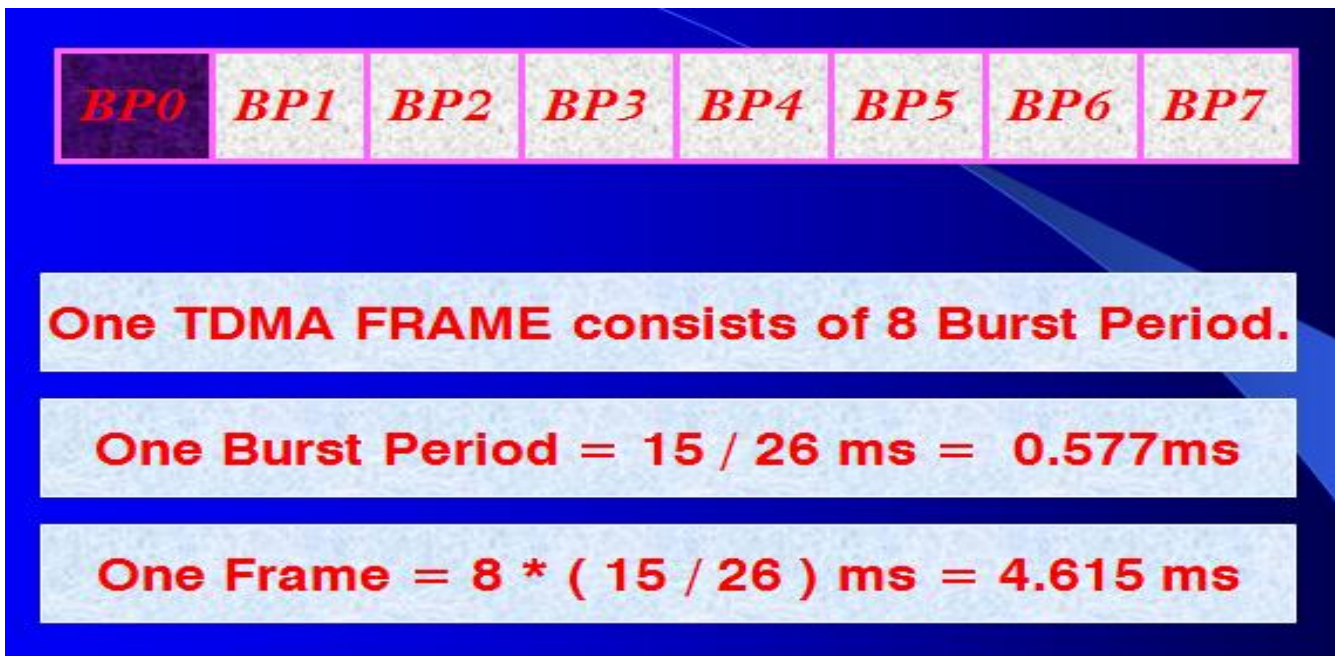 BP0 BP1 BP2 BP3 BP4 BP5 BP6 BP7
One TDMA FRAME consists of 8 Burst Period.
One Burst Period = 15 / 26 ms = 0.577ms
One Frame = 8 * ( 15 / 26 ) ms = 4.615 ms